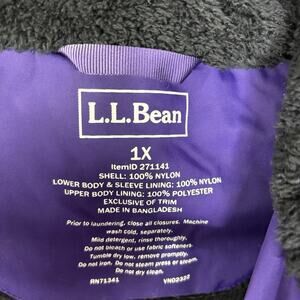 L.L.Bean
1X
ItemID 271141
SHELL: 100% NYLON
LOWER BODY & SLEEVE LINING: 100% NYLON
UPPER BODY LINING: 100% POLYESTER
EXCLUSIVE OF TRIM
MADE IN BANGLADESH
Prior to laundering, close all closures. Machine
wash cold, separately.
Mild detergent, rinse thoroughly.
Do not bleach or use fabric softeners.
Tumble dry low, remove promptly.
Do not iron. Do not steam press or steam.
Do not dry clean.
RN71341 VN02322